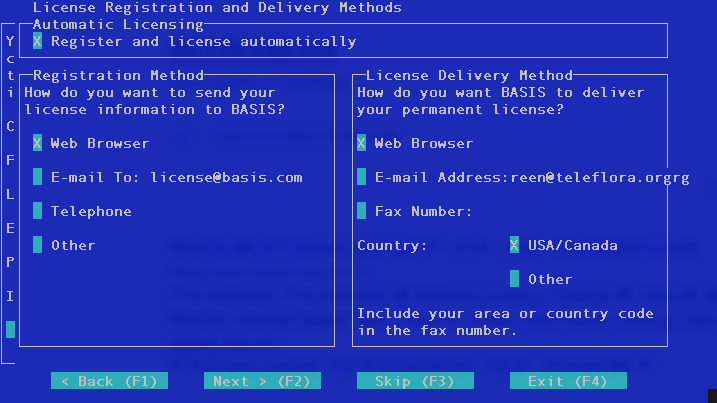 License Registration and Delivery Methods
Automatic Licensing
X Register and license automatically
Registration Method
How do you want to send your
license information to BASIS?
X Web Browser
E-mail To: license@basis.com
Telephone
Other
License Delivery Method
How do you want BASIS to deliver
your permanent license?
X Web Browser
E-mail Address:reen@teleflora.orgrg
Fax Number:
Country:
X USA/Canada
Other
Include your area or country code
in the fax number.
Y
c
t
i
C
F
L
E
P
I
< Back (F1)
Next > (F2)
Skip (F3)
Exit (F4)